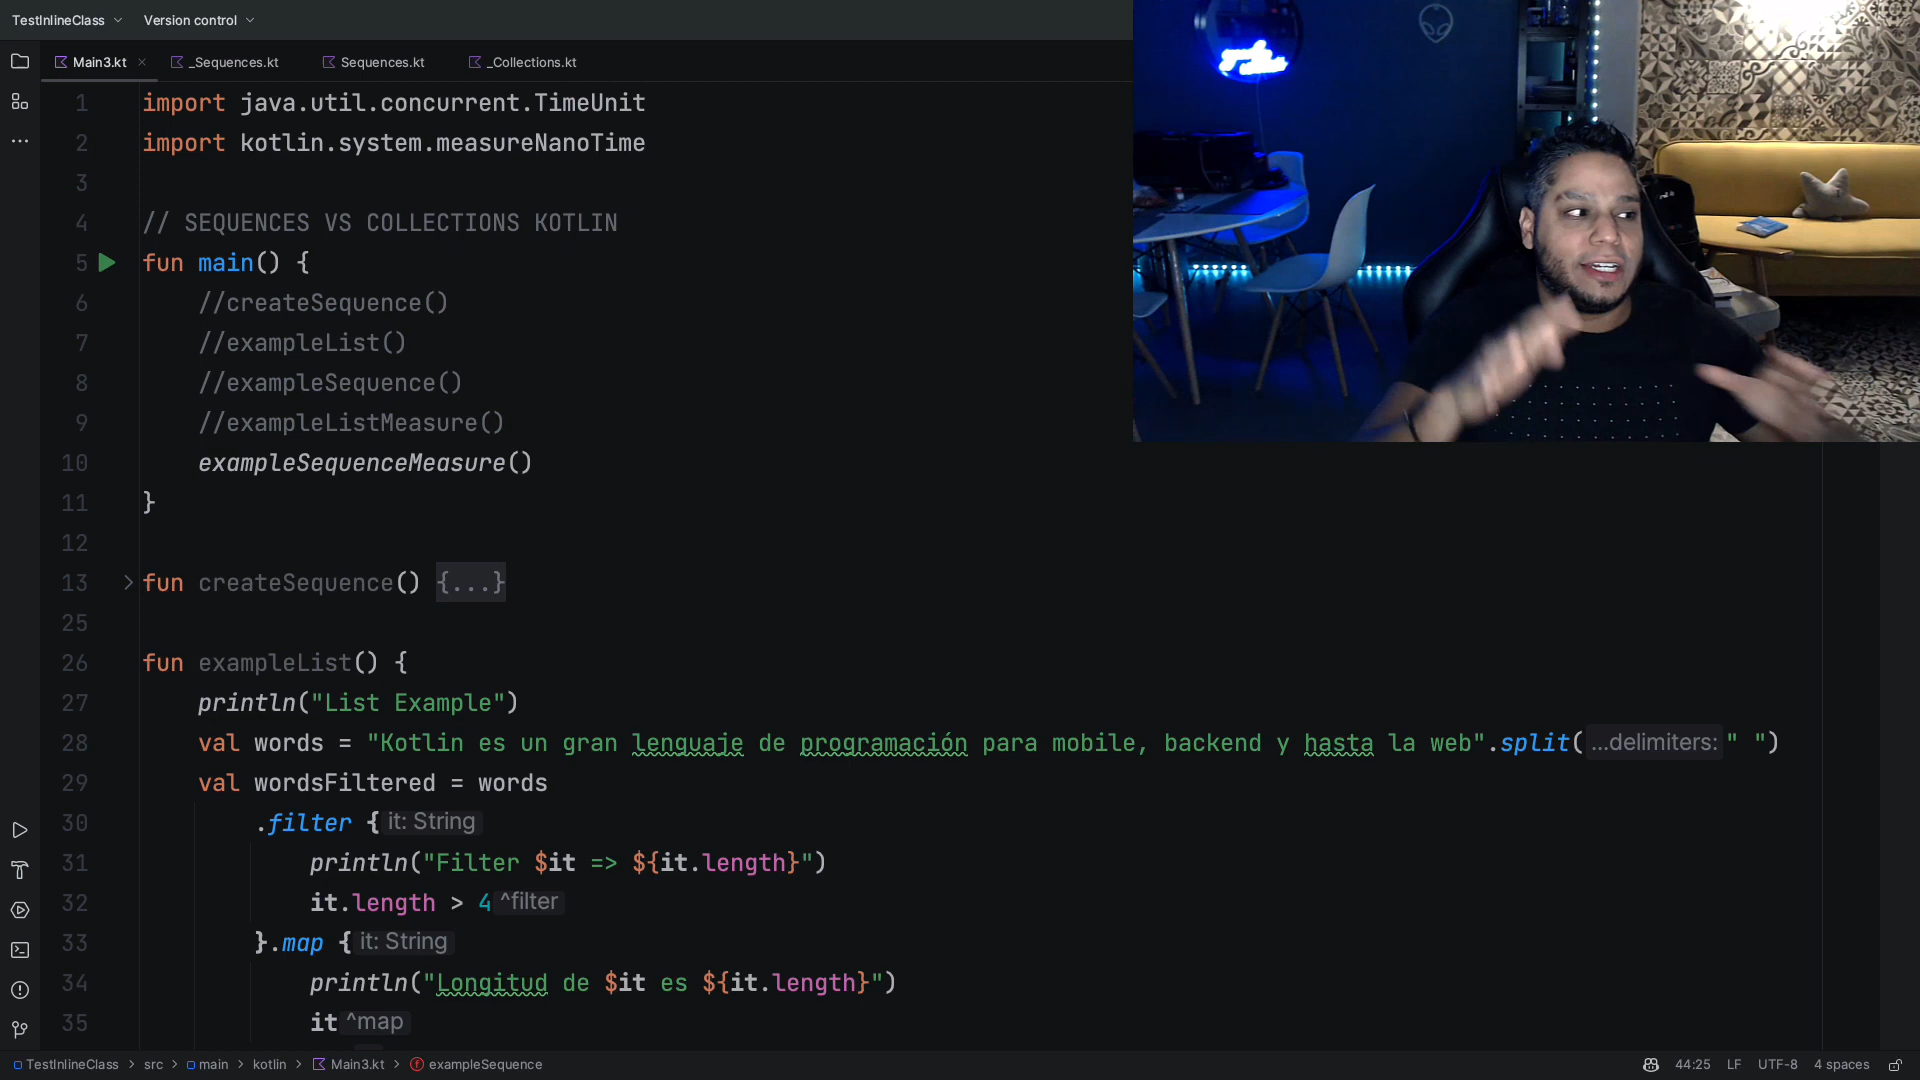 TestInlineClass Version control
Main3.kt _Sequences.kt Sequences.kt _Collections.kt
1 import java.util.concurrent.TimeUnit
2 import kotlin.system.measureNanoTime
3
4 // SEQUENCES VS COLLECTIONS KOTLIN
5 fun main() {
6 //createSequence()
7 //exampleList()
8 //exampleSequence()
9 //exampleListMeasure()
10 exampleSequenceMeasure()
11 }
12
13 fun createSequence() {...}
25
26 fun exampleList() {
27 println("List Example")
28 val words = "Kotlin es un gran lenguaje de programación para mobile, backend y hasta la web".split( ...delimiters: " ")
29 val wordsFiltered = words
30 .filter { it: String
31 println("Filter $it => ${it.length}")
32 it.length > 4 ^filter
33 }.map { it: String
34 println("Longitud de $it es ${it.length}")
35 it ^map
TestInlineClass > src > main > kotlin > Main3.kt > exampleSequence 44:25 LF UTF-8 4 spaces